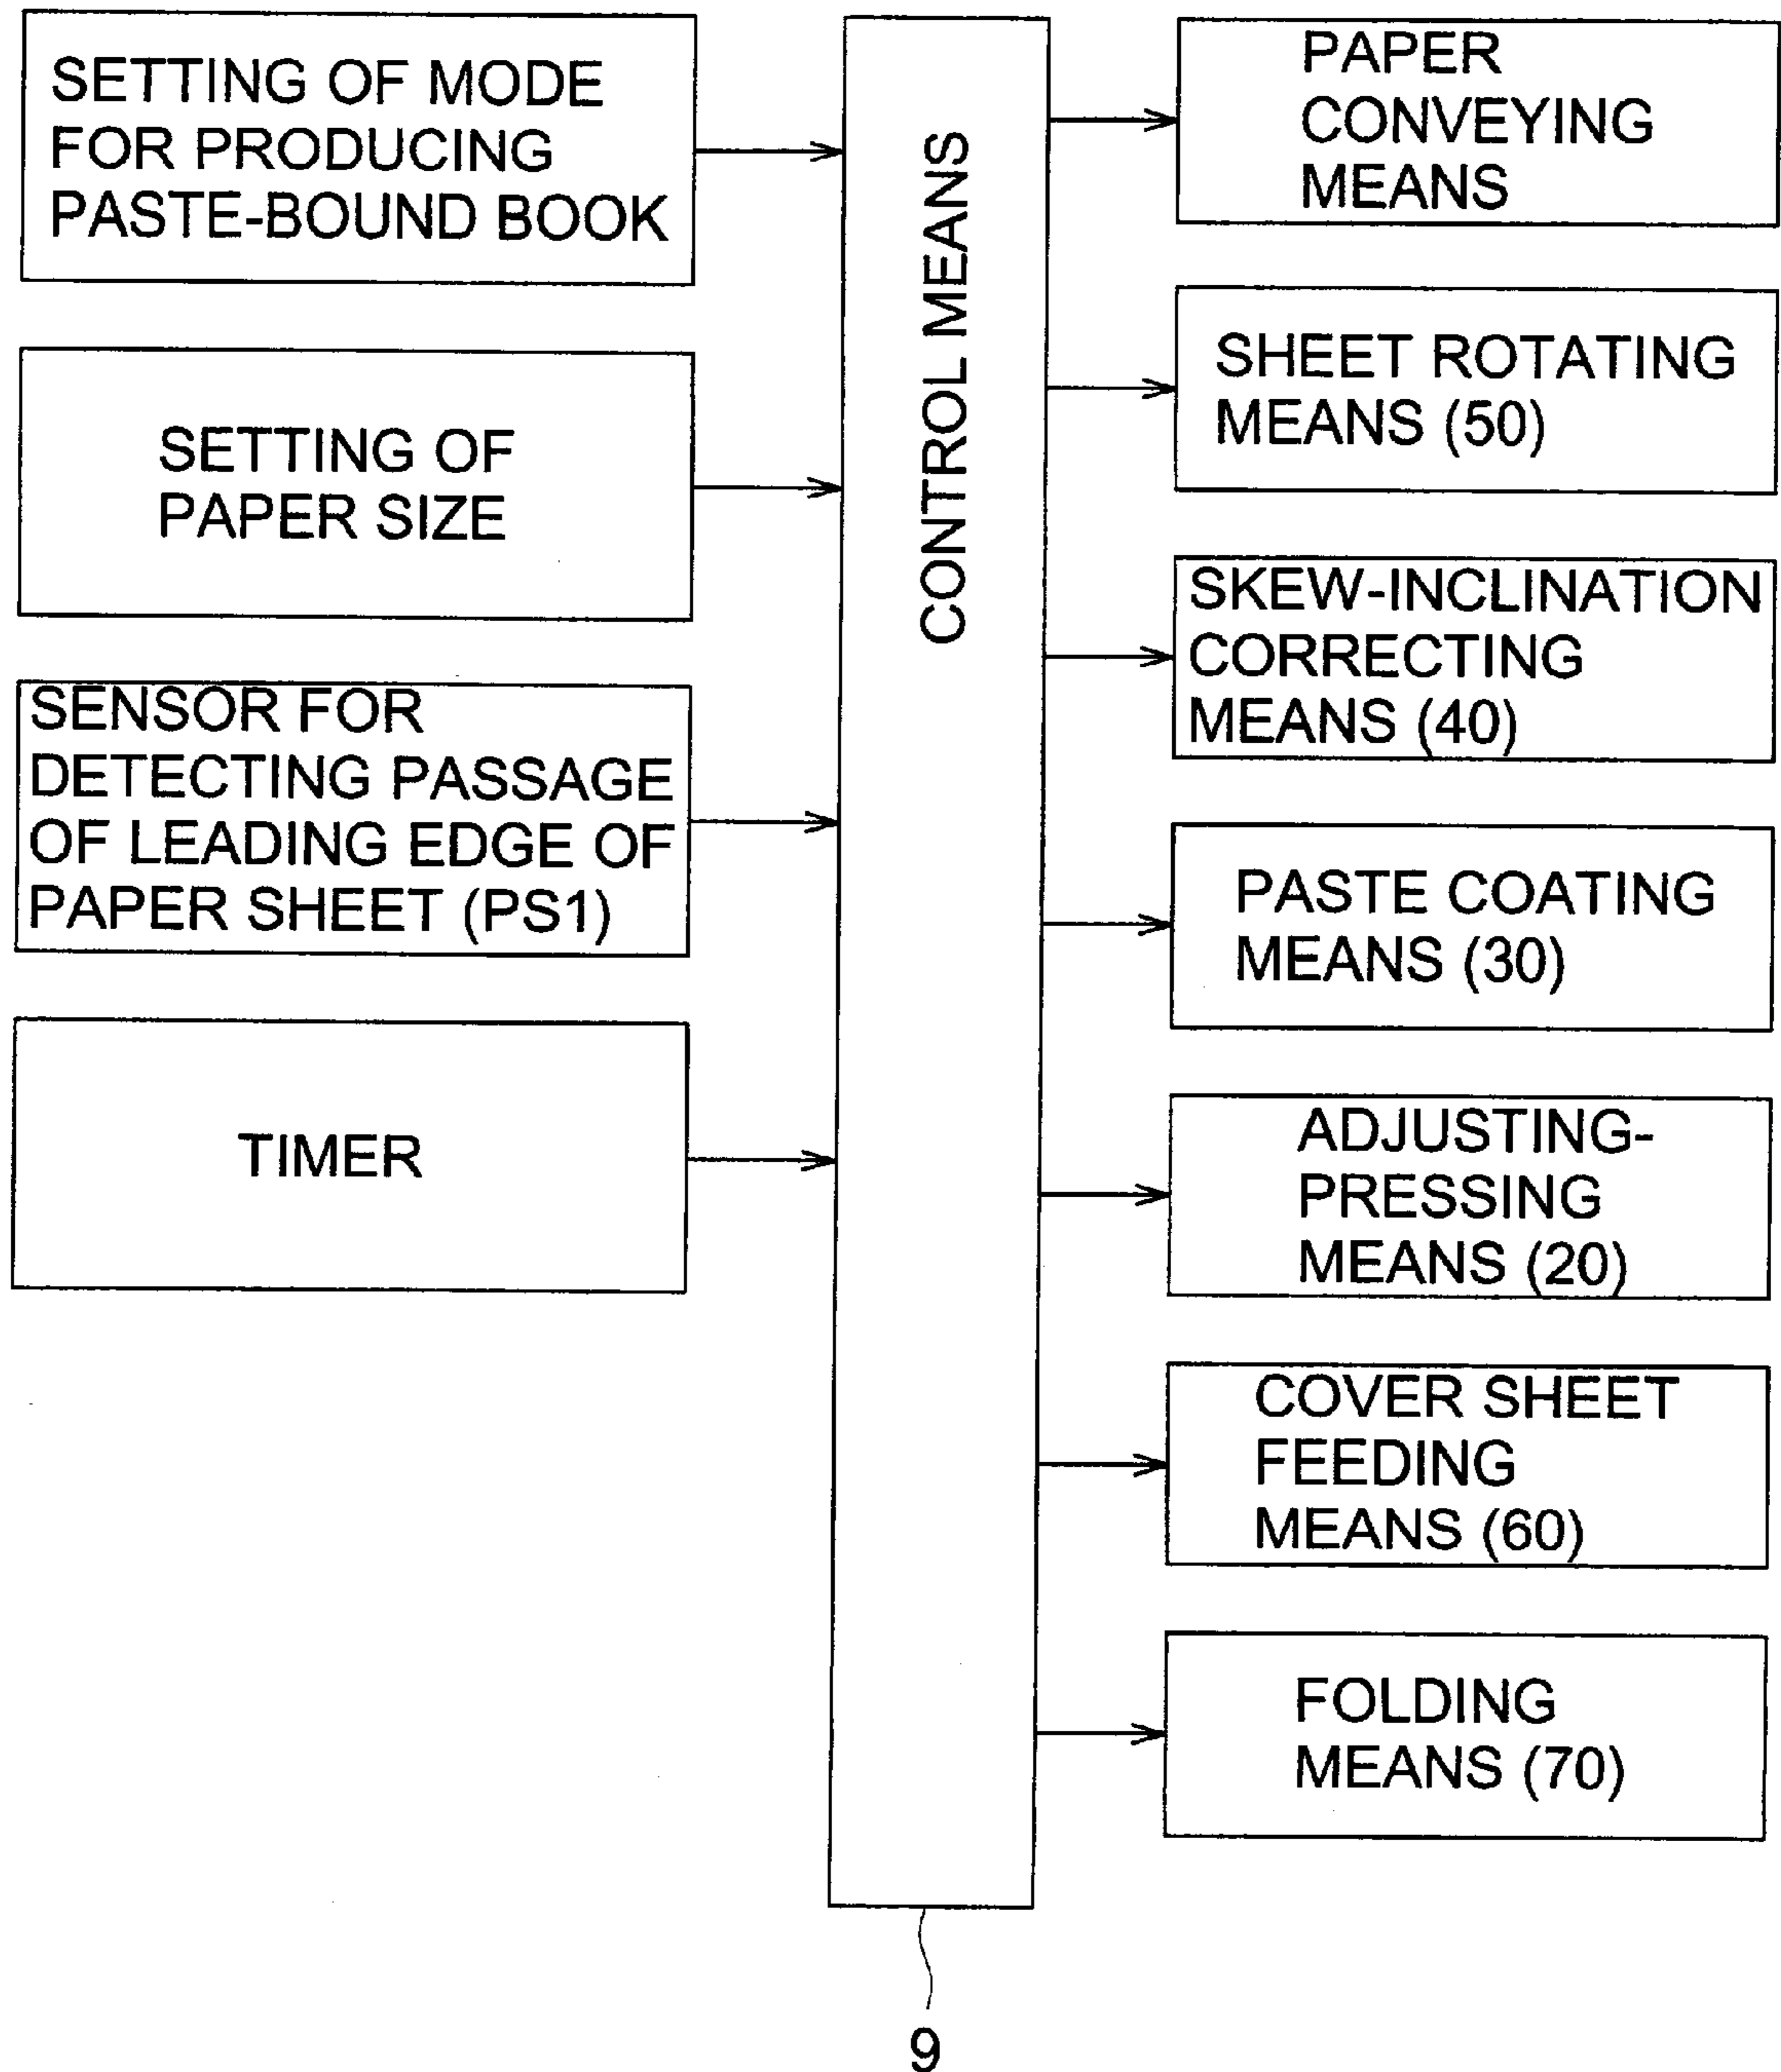 SETTING OF MODE
FOR PRODUCING
PASTE-BOUND BOOK
SETTING OF
PAPER SIZE
SENSOR FOR
DETECTING PASSAGE
OF LEADING EDGE OF
PAPER SHEET (PS1)
TIMER
CONTROL MEANS
PAPER
CONVEYING
MEANS
SHEET ROTATING
MEANS (50)
SKEW-INCLINATION
CORRECTING
MEANS (40)
PASTE COATING
MEANS (30)
ADJUSTING-
PRESSING
MEANS (20)
COVER SHEET
FEEDING
MEANS (60)
FOLDING
MEANS (70)
9